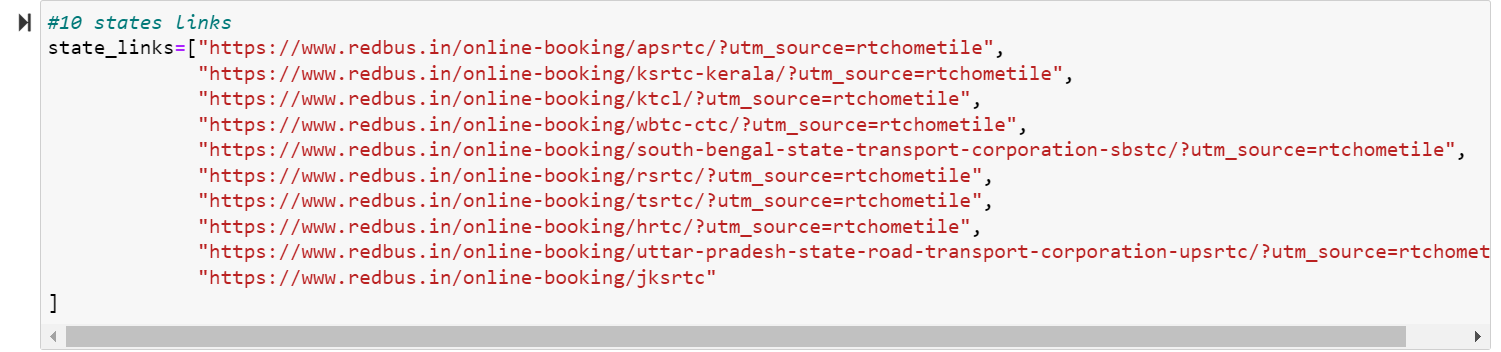 #10 states links
state_links=["https://www.redbus.in/online-booking/apsrtc/?utm_source=rtchometile",
"https://www.redbus.in/online-booking/ksrtc-kerala/?utm_source=rtchometile",
"https://www.redbus.in/online-booking/ktcl/?utm_source=rtchometile",
"https://www.redbus.in/online-booking/wbtc-ctc/?utm_source=rtchometile",
"https://www.redbus.in/online-booking/south-bengal-state-transport-corporation-sbstc/?utm_source=rtchometile",
"https://www.redbus.in/online-booking/rsrtc/?utm_source=rtchometile",
"https://www.redbus.in/online-booking/tsrtc/?utm_source=rtchometile",
"https://www.redbus.in/online-booking/hrtc/?utm_source=rtchometile",
"https://www.redbus.in/online-booking/uttar-pradesh-state-road-transport-corporation-upsrtc/?utm_source=rtchomet
"https://www.redbus.in/online-booking/jksrtc"
]